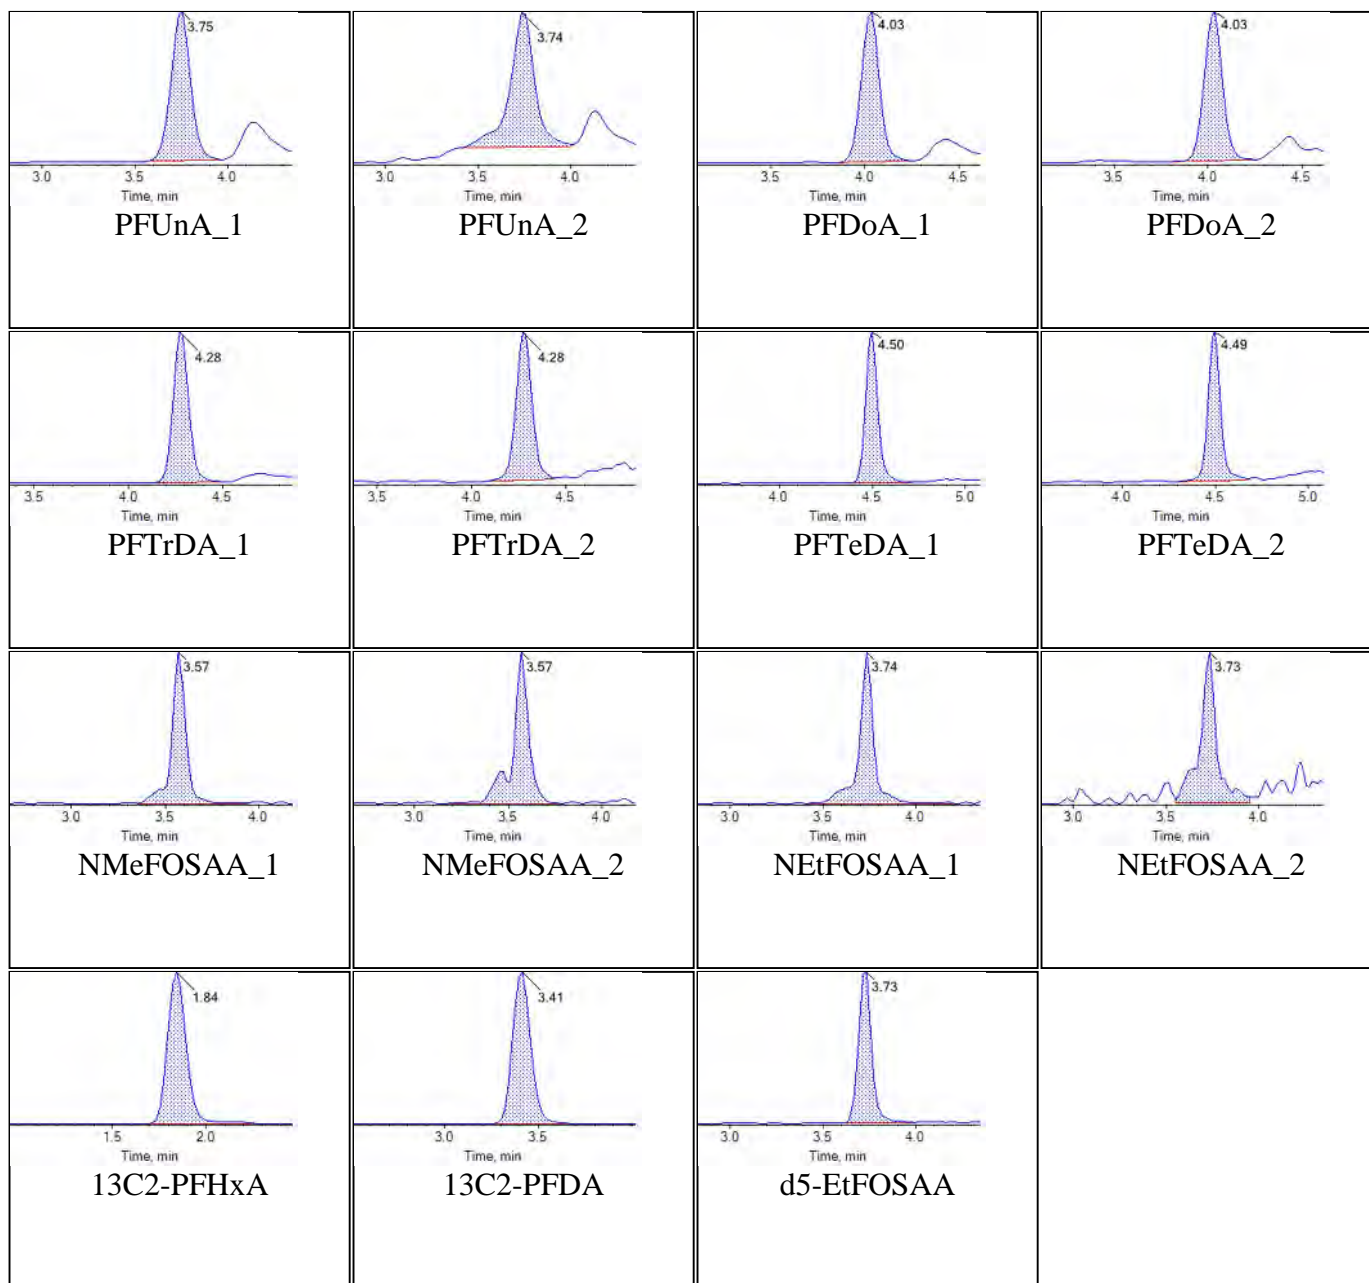 3.75
3.0 3.5 4.0
Time, min
PFUnA_1
3.74
3.0 3.5 4.0
Time, min
PFUnA_2
4.03
3.5 4.0 4.5
Time, min
PFDoA_1
4.03
3.5 4.0 4.5
Time, min
PFDoA_2
4.28
3.5 4.0 4.5
Time, min
PFTrDA_1
4.28
3.5 4.0 4.5
Time, min
PFTrDA_2
4.50
4.0 4.5 5.0
Time, min
PFTeDA_1
4.49
4.0 4.5 5.0
Time, min
PFTeDA_2
3.57
3.0 3.5 4.0
Time, min
NMeFOSAA_1
3.57
3.0 3.5 4.0
Time, min
NMeFOSAA_2
3.74
3.0 3.5 4.0
Time, min
NEtFOSAA_1
3.73
3.0 3.5 4.0
Time, min
NEtFOSAA_2
1.84
1.5 2.0
Time, min
13C2-PFHxA
3.41
3.0 3.5
Time, min
13C2-PFDA
3.73
3.0 3.5 4.0
Time, min
d5-EtFOSAA